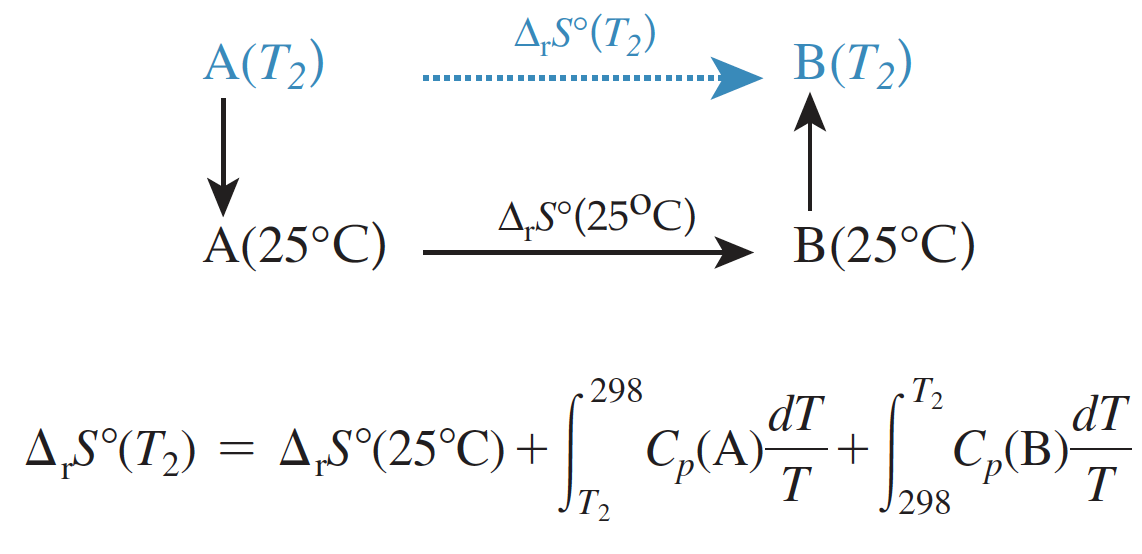 ΔᵣS°(T₂)
A(T₂) B(T₂)
ΔᵣS°(25°C)
A(25°C) B(25°C)
ΔᵣS°(T₂) = ΔᵣS°(25°C) + ∫_{T₂}^{298} Cₚ(A) dT/T + ∫_{298}^{T₂} Cₚ(B) dT/T